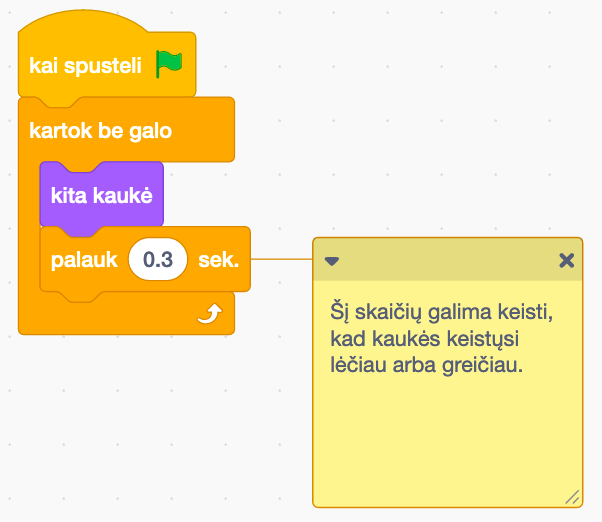 kai spusteli
kartok be galo
kita kaukė
palauk 0.3 sek.
Šį skaičių galima keisti,
kad kaukės keistųsi
lėčiau arba greičiau.